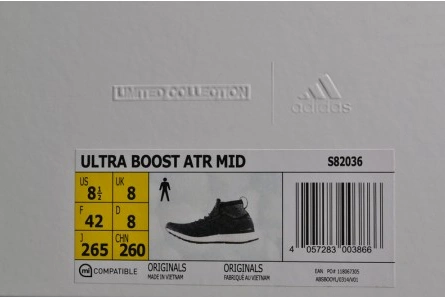 LIMITED COLLECTION
adidas
ULTRA BOOST ATR MID S82036
US 8½ UK 8
F 42 D 8
J 265 CHN 260
mi COMPATIBLE
ORIGINALS
MADE IN VIETNAM
ORIGINALS
FABRIQUÉ AU VIETNAM
4 057283 003866